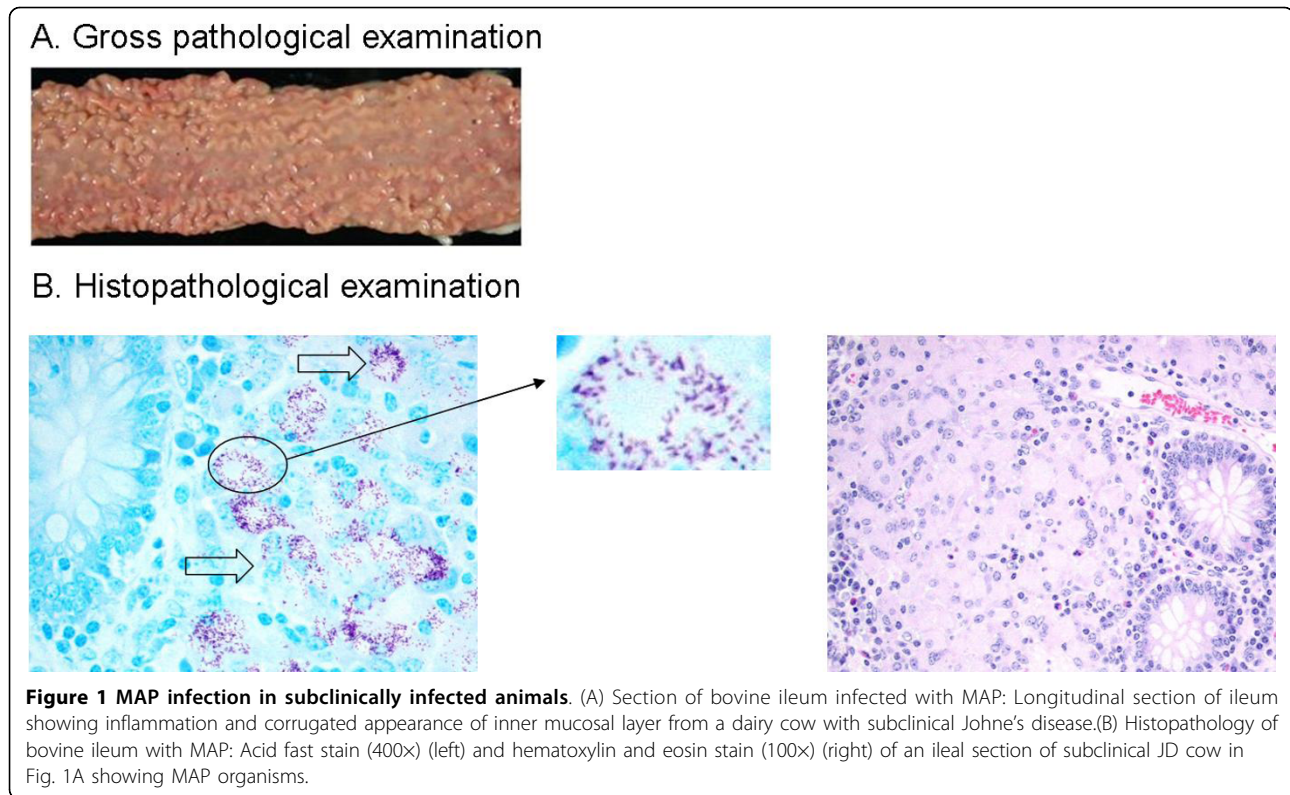 A. Gross pathological examination
B. Histopathological examination
Figure 1 MAP infection in subclinically infected animals. (A) Section of bovine ileum infected with MAP: Longitudinal section of ileum
showing inflammation and corrugated appearance of inner mucosal layer from a dairy cow with subclinical Johne's disease.(B) Histopathology of
bovine ileum with MAP: Acid fast stain (400×) (left) and hematoxylin and eosin stain (100×) (right) of an ileal section of subclinical JD cow in
Fig. 1A showing MAP organisms.